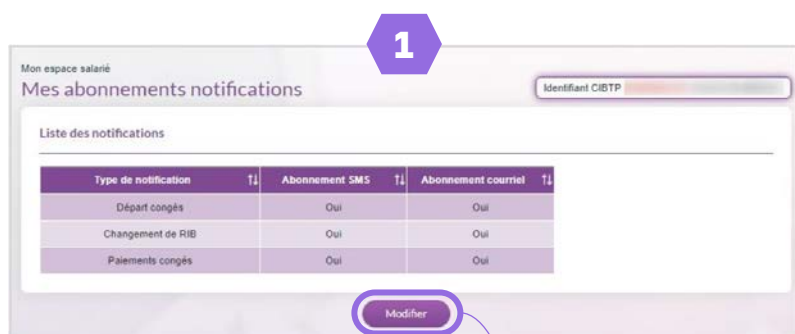 1
Mon espace salarié
Mes abonnements notifications
Identifiant CIBTP
Liste des notifications
Type de notification Abonnement SMS Abonnement courriel
Départ congés Oui Oui
Changement de RIB Oui Oui
Paiements congés Oui Oui
Modifier